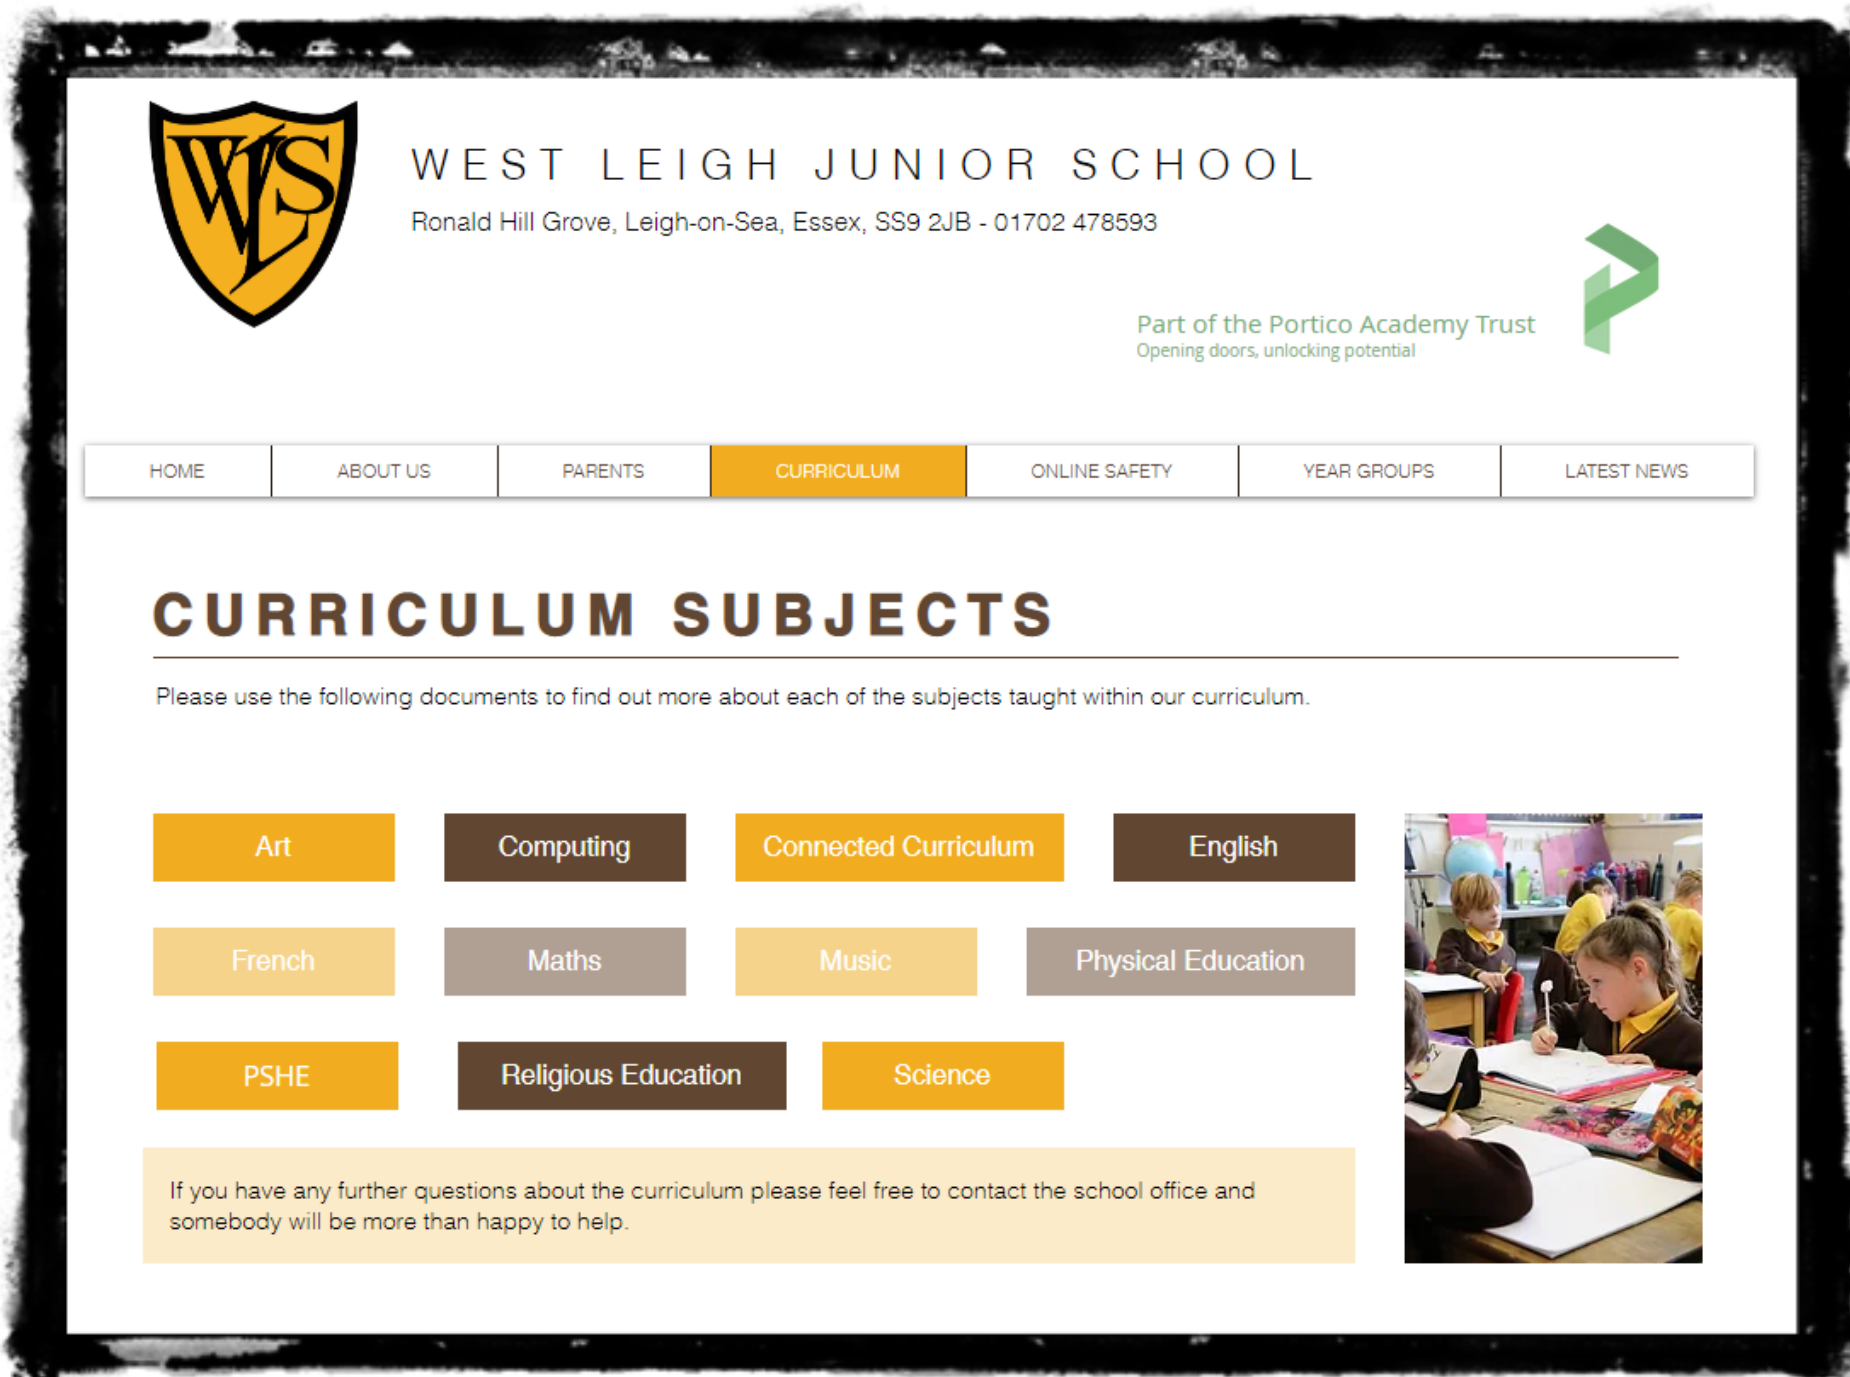 WLS
WEST LEIGH JUNIOR SCHOOL
Ronald Hill Grove, Leigh-on-Sea, Essex, SS9 2JB - 01702 478593
Part of the Portico Academy Trust
Opening doors, unlocking potential
HOME ABOUT US PARENTS CURRICULUM ONLINE SAFETY YEAR GROUPS LATEST NEWS
CURRICULUM SUBJECTS
Please use the following documents to find out more about each of the subjects taught within our curriculum.
Art Computing Connected Curriculum English
French Maths Music Physical Education
PSHE Religious Education Science
If you have any further questions about the curriculum please feel free to contact the school office and
somebody will be more than happy to help.